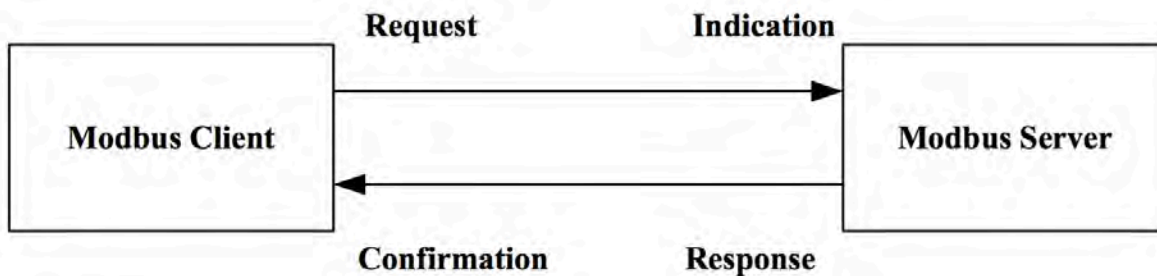 Request Indication
Modbus Client Modbus Server
Confirmation Response